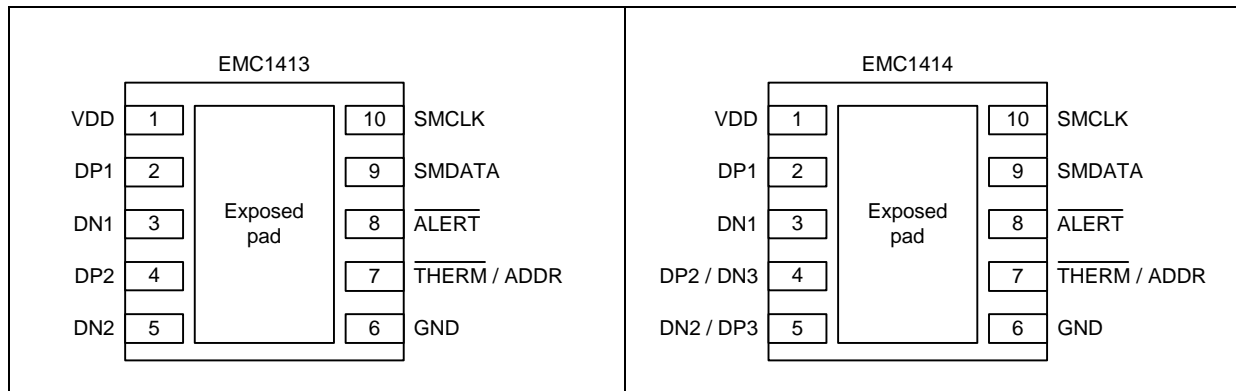 EMC1413
VDD 1 10 SMCLK
DP1 2 9 SMDATA
DN1 3 Exposed pad 8 ALERT
DP2 4 7 THERM / ADDR
DN2 5 6 GND
EMC1414
VDD 1 10 SMCLK
DP1 2 9 SMDATA
DN1 3 Exposed pad 8 ALERT
DP2 / DN3 4 7 THERM / ADDR
DN2 / DP3 5 6 GND